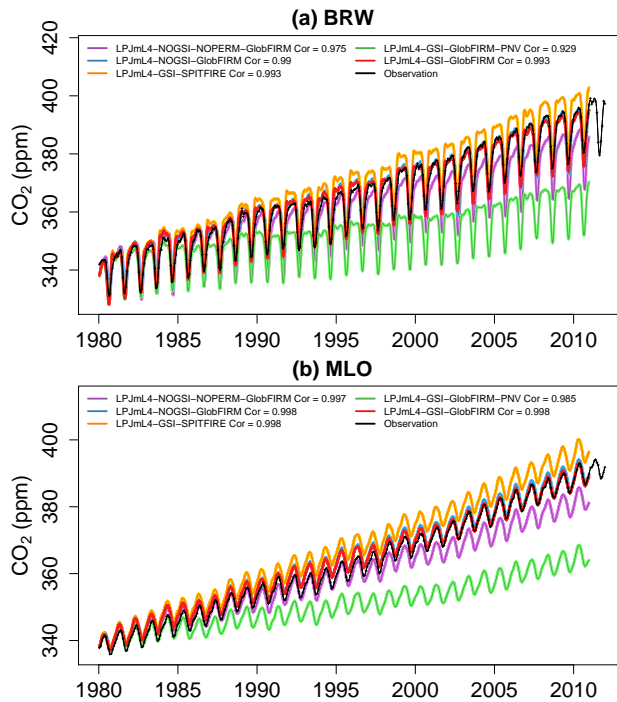 (a) BRW
LPJmL4−NOGSI−NOPERM−GlobFIRM Cor = 0.975
LPJmL4−NOGSI−GlobFIRM Cor = 0.99
LPJmL4−GSI−SPITFIRE Cor = 0.993
LPJmL4−GSI−GlobFIRM−PNV Cor = 0.929
LPJmL4−GSI−GlobFIRM Cor = 0.993
Observation
CO2 (ppm)
420
400
380
360
340
1980 1985 1990 1995 2000 2005 2010
(b) MLO
LPJmL4−NOGSI−NOPERM−GlobFIRM Cor = 0.997
LPJmL4−NOGSI−GlobFIRM Cor = 0.998
LPJmL4−GSI−SPITFIRE Cor = 0.998
LPJmL4−GSI−GlobFIRM−PNV Cor = 0.985
LPJmL4−GSI−GlobFIRM Cor = 0.998
Observation
CO2 (ppm)
400
380
360
340
1980 1985 1990 1995 2000 2005 2010